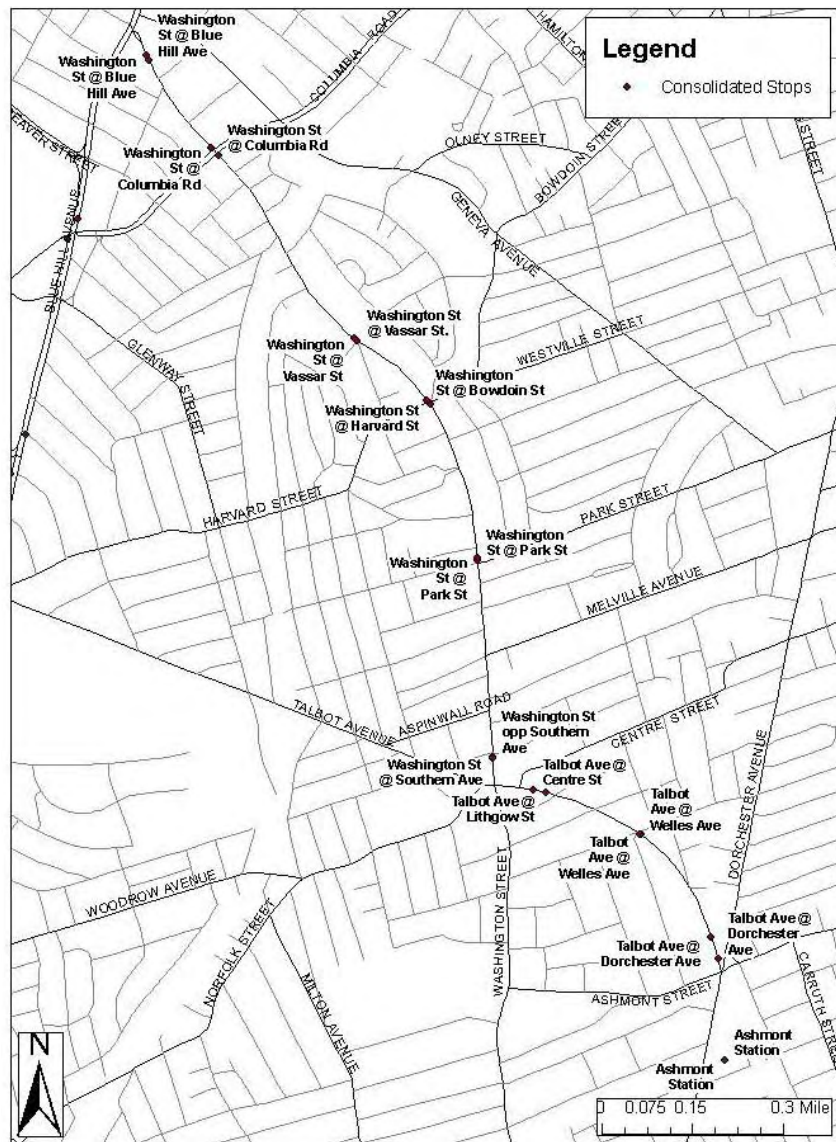 Washington
St @ Blue
Hill Ave
Washington
St @ Blue
Hill Ave
COLUMBIA ROAD
HAMILTON
Legend
Consolidated Stops
Washington St
@ Columbia Rd
Washington
St @
Columbia Rd
EAVER STREET
OLNEY STREET
BOWDOIN STREET
STREET
BLUE HILL AVENUE
GENEVA AVENUE
Washington St
@ Vassar St.
Washington
St @
Vassar St
GLENWAY STREET
WESTVILLE STREET
Washington
St @ Bowdoin St
Washington St
@ Harvard St
HARVARD STREET
PARK STREET
Washington
St @ Park St
Washington
St @
Park St
MELVILLE AVENUE
TALBOT AVENUE
ASPINWALL ROAD
Washington St
opp Southern
Ave
CENTRE STREET
Washington St
@ Southern Ave
Talbot Ave @
Centre St
Talbot Ave @
Lithgow St
Talbot
Ave @
Welles Ave
Talbot
Ave @
Welles Ave
DORCHESTER AVENUE
WOODROW AVENUE
WASHINGTON STREET
NORFOLK STREET
MILTON AVENUE
Talbot Ave @
Dorchester
Ave
Talbot Ave @
Dorchester Ave
ASHMONT STREET
CARRUTH STREET
Ashmont
Station
Ashmont
Station
N
0 0.075 0.15 0.3 Mile